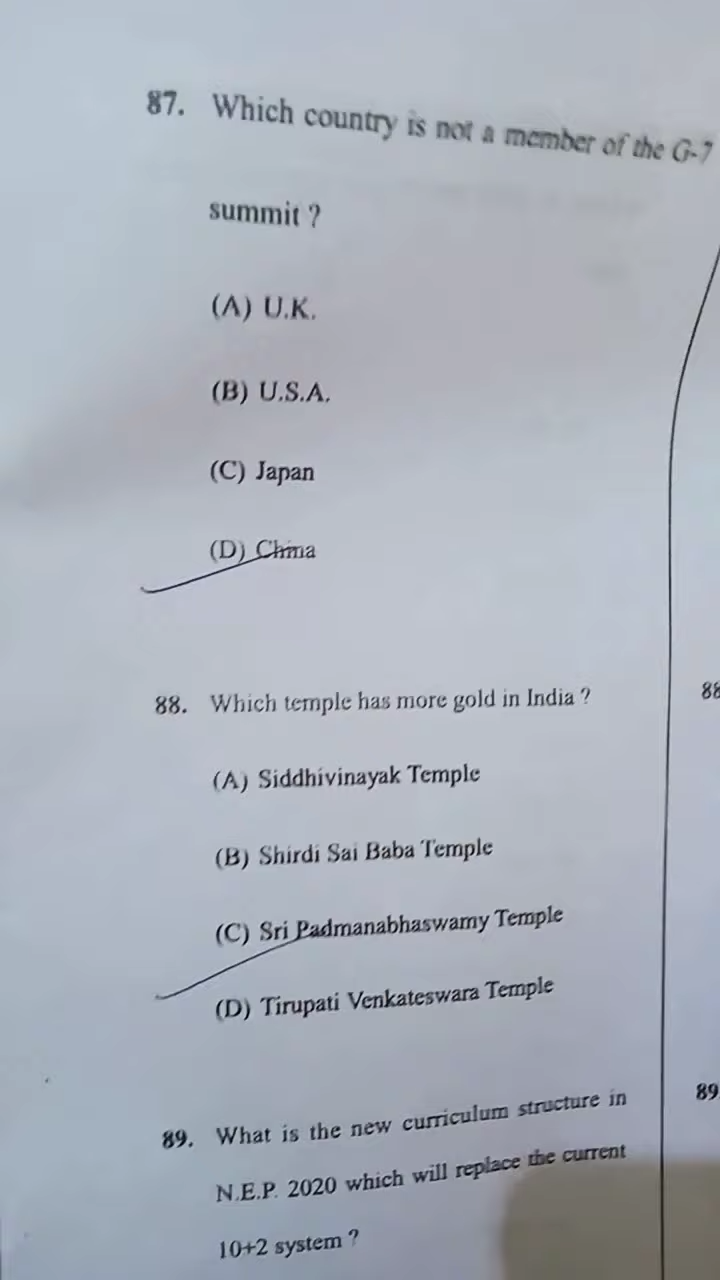 87. Which country is not a member of the G-7
summit ?
(A) U.K.
(B) U.S.A.
(C) Japan
(D) China
88. Which temple has more gold in India ?
88
(A) Siddhivinayak Temple
(B) Shirdi Sai Baba Temple
(C) Sri Padmanabhaswamy Temple
(D) Tirupati Venkateswara Temple
89. What is the new curriculum structure in
89
N.E.P. 2020 which will replace the current
10+2 system ?